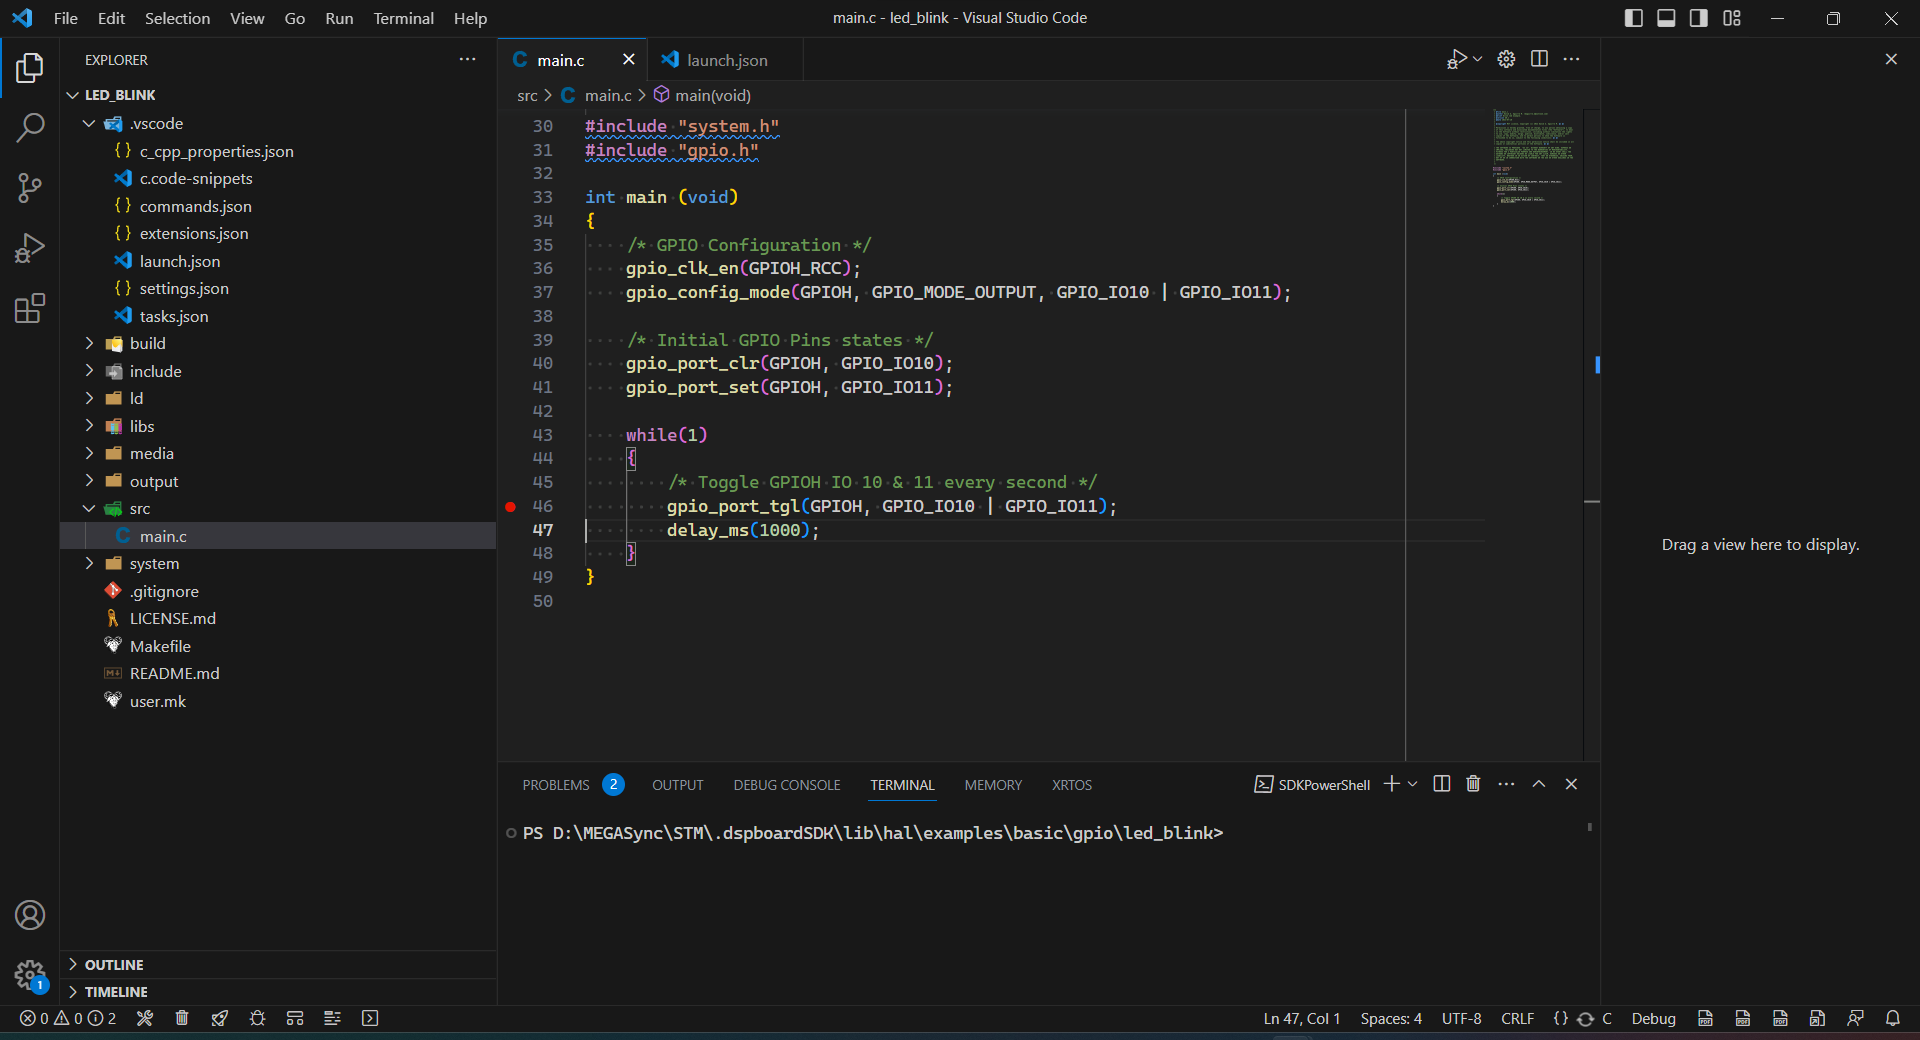 File Edit Selection View Go Run Terminal Help
main.c - led_blink - Visual Studio Code
EXPLORER
LED_BLINK
.vscode
{} c_cpp_properties.json
c.code-snippets
{} commands.json
{} extensions.json
launch.json
{} settings.json
tasks.json
build
include
ld
libs
media
output
src
C main.c
system
.gitignore
LICENSE.md
Makefile
README.md
user.mk
OUTLINE
TIMELINE
1
C main.c
launch.json
src > C main.c > main(void)
30 #include "system.h"
31 #include "gpio.h"
32
33 int main (void)
34 {
35 /* GPIO Configuration */
36 gpio_clk_en(GPIOH_RCC);
37 gpio_config_mode(GPIOH, GPIO_MODE_OUTPUT, GPIO_IO10 | GPIO_IO11);
38
39 /* Initial GPIO Pins states */
40 gpio_port_clr(GPIOH, GPIO_IO10);
41 gpio_port_set(GPIOH, GPIO_IO11);
42
43 while(1)
44 {
45 /* Toggle GPIOH IO 10 & 11 every second */
46 gpio_port_tgl(GPIOH, GPIO_IO10 | GPIO_IO11);
47 delay_ms(1000);
48 }
49 }
50
Drag a view here to display.
PROBLEMS 2 OUTPUT DEBUG CONSOLE TERMINAL MEMORY XRTOS
SDKPowerShell
PS D:\MEGASync\STM\.dspboardSDK\lib\hal\examples\basic\gpio\led_blink>
0 0 2
Ln 47, Col 1 Spaces: 4 UTF-8 CRLF {} C Debug